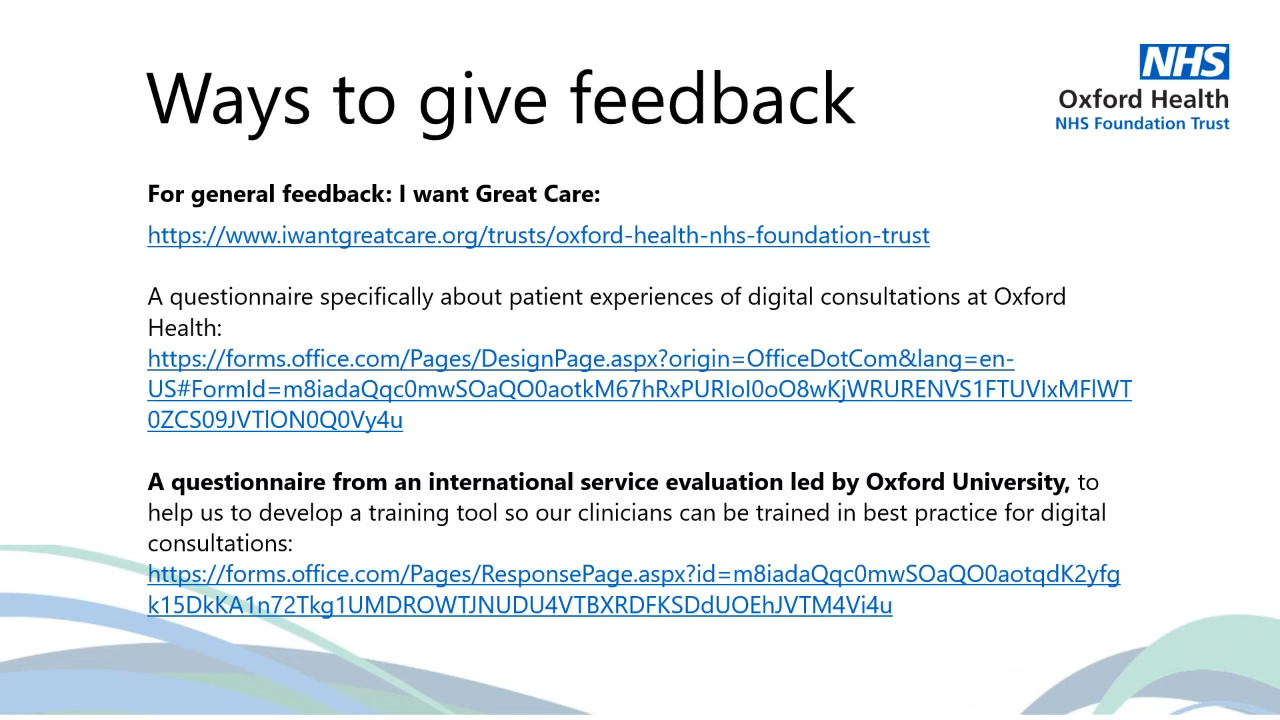 Ways to give feedback
NHS
Oxford Health
NHS Foundation Trust
For general feedback: I want Great Care:
https://www.iwantgreatcare.org/trusts/oxford-health-nhs-foundation-trust
A questionnaire specifically about patient experiences of digital consultations at Oxford
Health:
https://forms.office.com/Pages/DesignPage.aspx?origin=OfficeDotCom&lang=en-
US#FormId=m8iadaQqc0mwSOaQO0aotkM67hRxPURIoI0oO8wKjWRURENVS1FTUVIxMFlWT
0ZCS09JVTlON0Q0Vy4u
A questionnaire from an international service evaluation led by Oxford University, to
help us to develop a training tool so our clinicians can be trained in best practice for digital
consultations:
https://forms.office.com/Pages/ResponsePage.aspx?id=m8iadaQqc0mwSOaQO0aotqdK2yfg
k15DkKA1n72Tkg1UMDROWTJNUDU4VTBXRDFKSDdUOEhJVTM4Vi4u